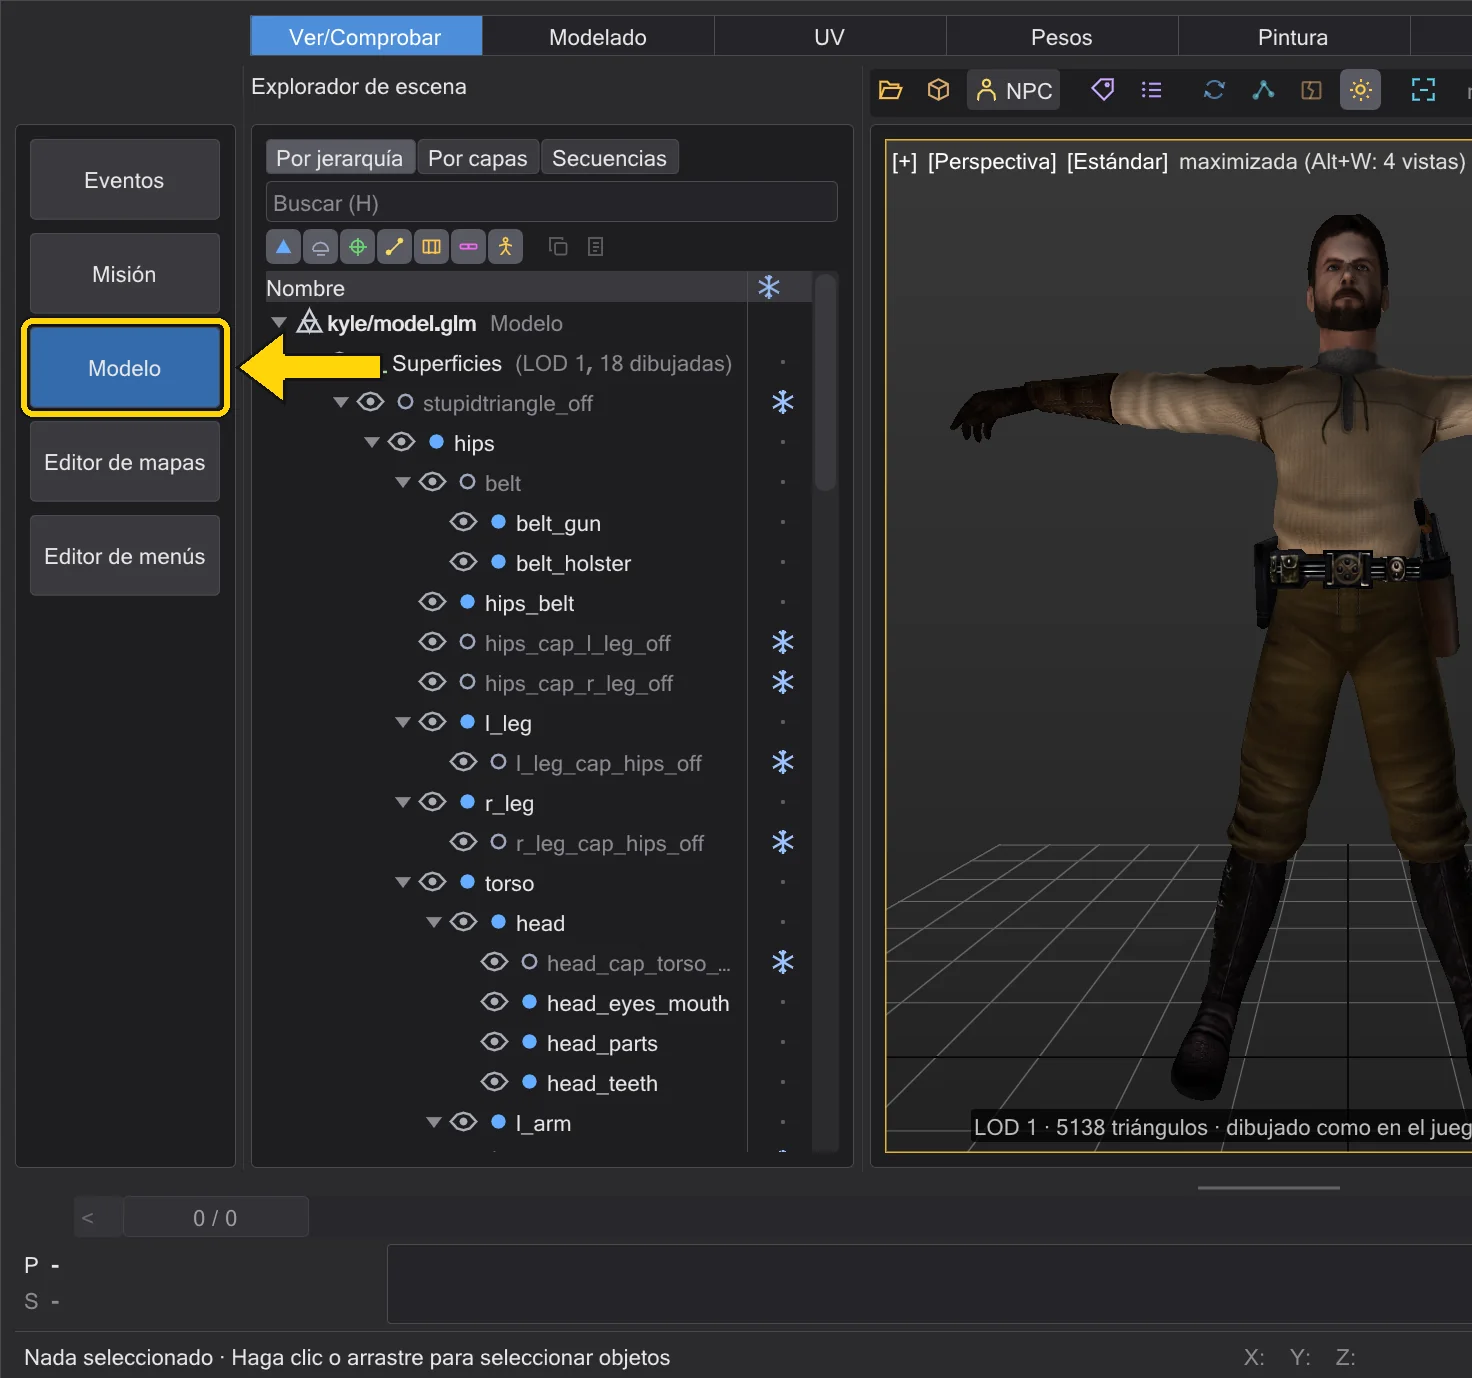 Ver/Comprobar
Modelado
UV
Pesos
Pintura
Explorador de escena
NPC
Eventos
Misión
Modelo
Editor de mapas
Editor de menús
Por jerarquía
Por capas
Secuencias
Buscar (H)
Nombre
kyle/model.glm Modelo
Superficies (LOD 1, 18 dibujadas)
stupidtriangle_off
hips
belt
belt_gun
belt_holster
hips_belt
hips_cap_l_leg_off
hips_cap_r_leg_off
l_leg
l_leg_cap_hips_off
r_leg
r_leg_cap_hips_off
torso
head
head_cap_torso_...
head_eyes_mouth
head_parts
head_teeth
l_arm
[+] [Perspectiva] [Estándar] maximizada (Alt+W: 4 vistas)
LOD 1 · 5138 triángulos · dibujado como en el jueg
< 0 / 0
P -
S -
Nada seleccionado · Haga clic o arrastre para seleccionar objetos
X: Y: Z: